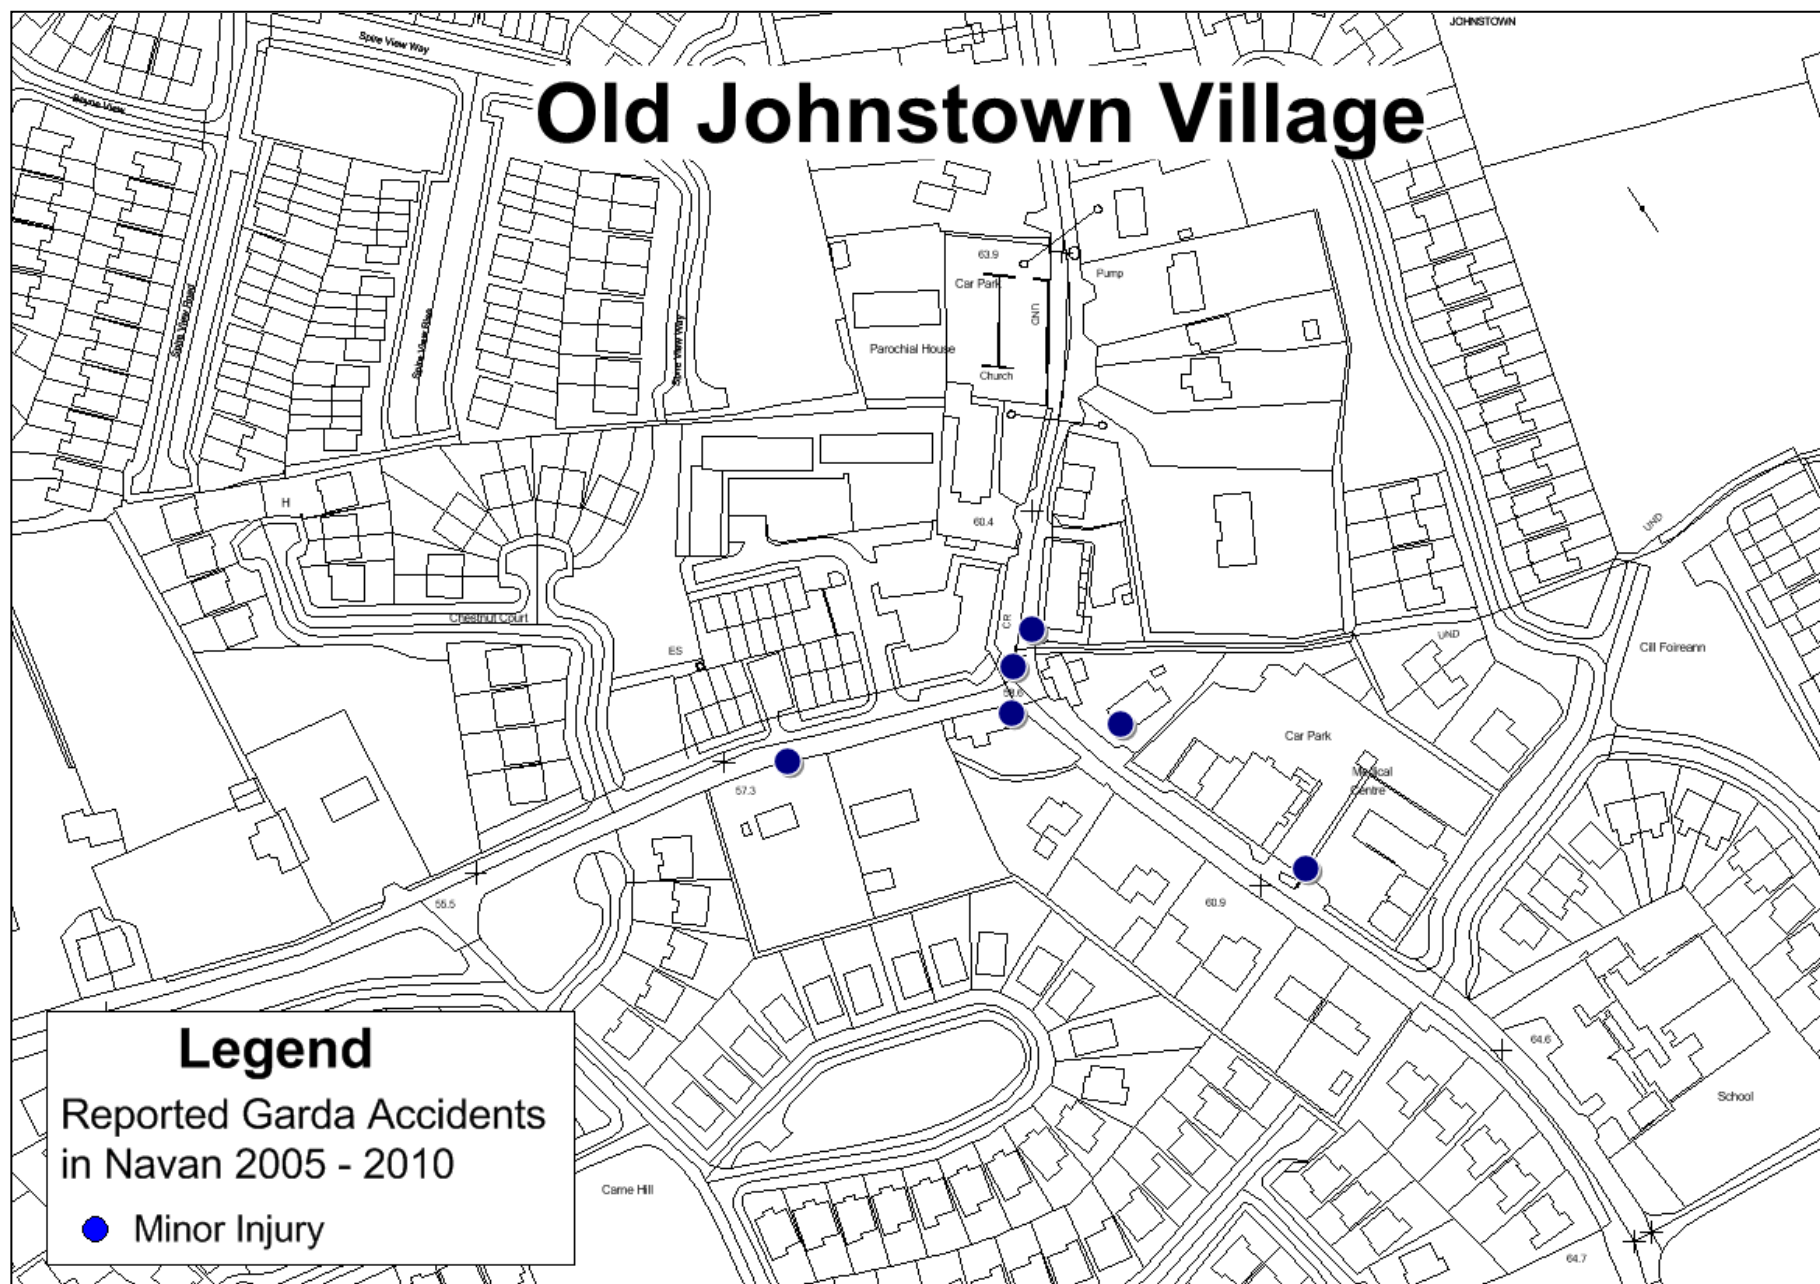 JOHNSTOWN
Spire View Way
Boyne View
Old Johnstown Village
63.9
Car Park
Pump
UND
Spire View Road
Spire View Rise
Spire View Way
Parochial House
Church
H
60.4
UND
Chestnut Court
CR
UND
ES
Cill Foireann
58.6
Car Park
Medical
Centre
57.3
55.5
60.9
Legend
64.6
Reported Garda Accidents
in Navan 2005 - 2010
School
Carne Hill
Minor Injury
64.7